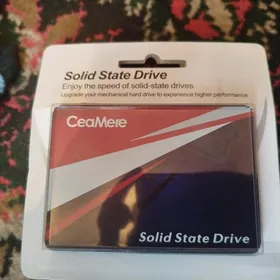 Solid State Drive
Enjoy the speed of solid-state drives
Upgrade your mechanical hard drive to experience higher performance
CeaMere
Solid State Drive